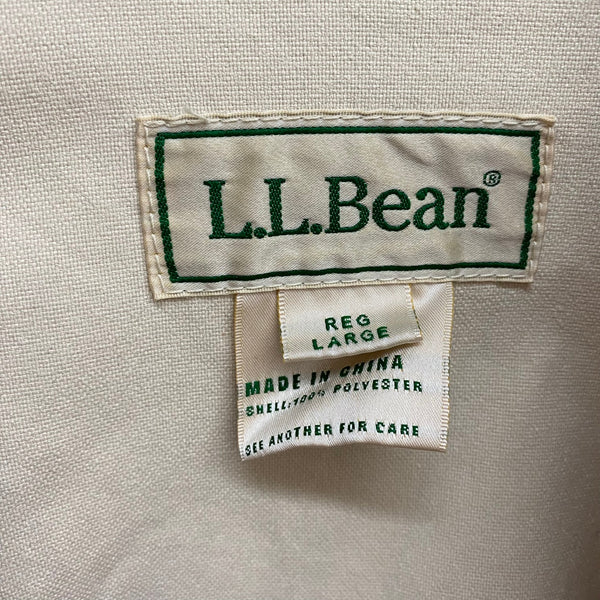 L.L.Bean®
REG
LARGE
MADE IN CHINA
SHELL:100% POLYESTER
SEE ANOTHER FOR CARE